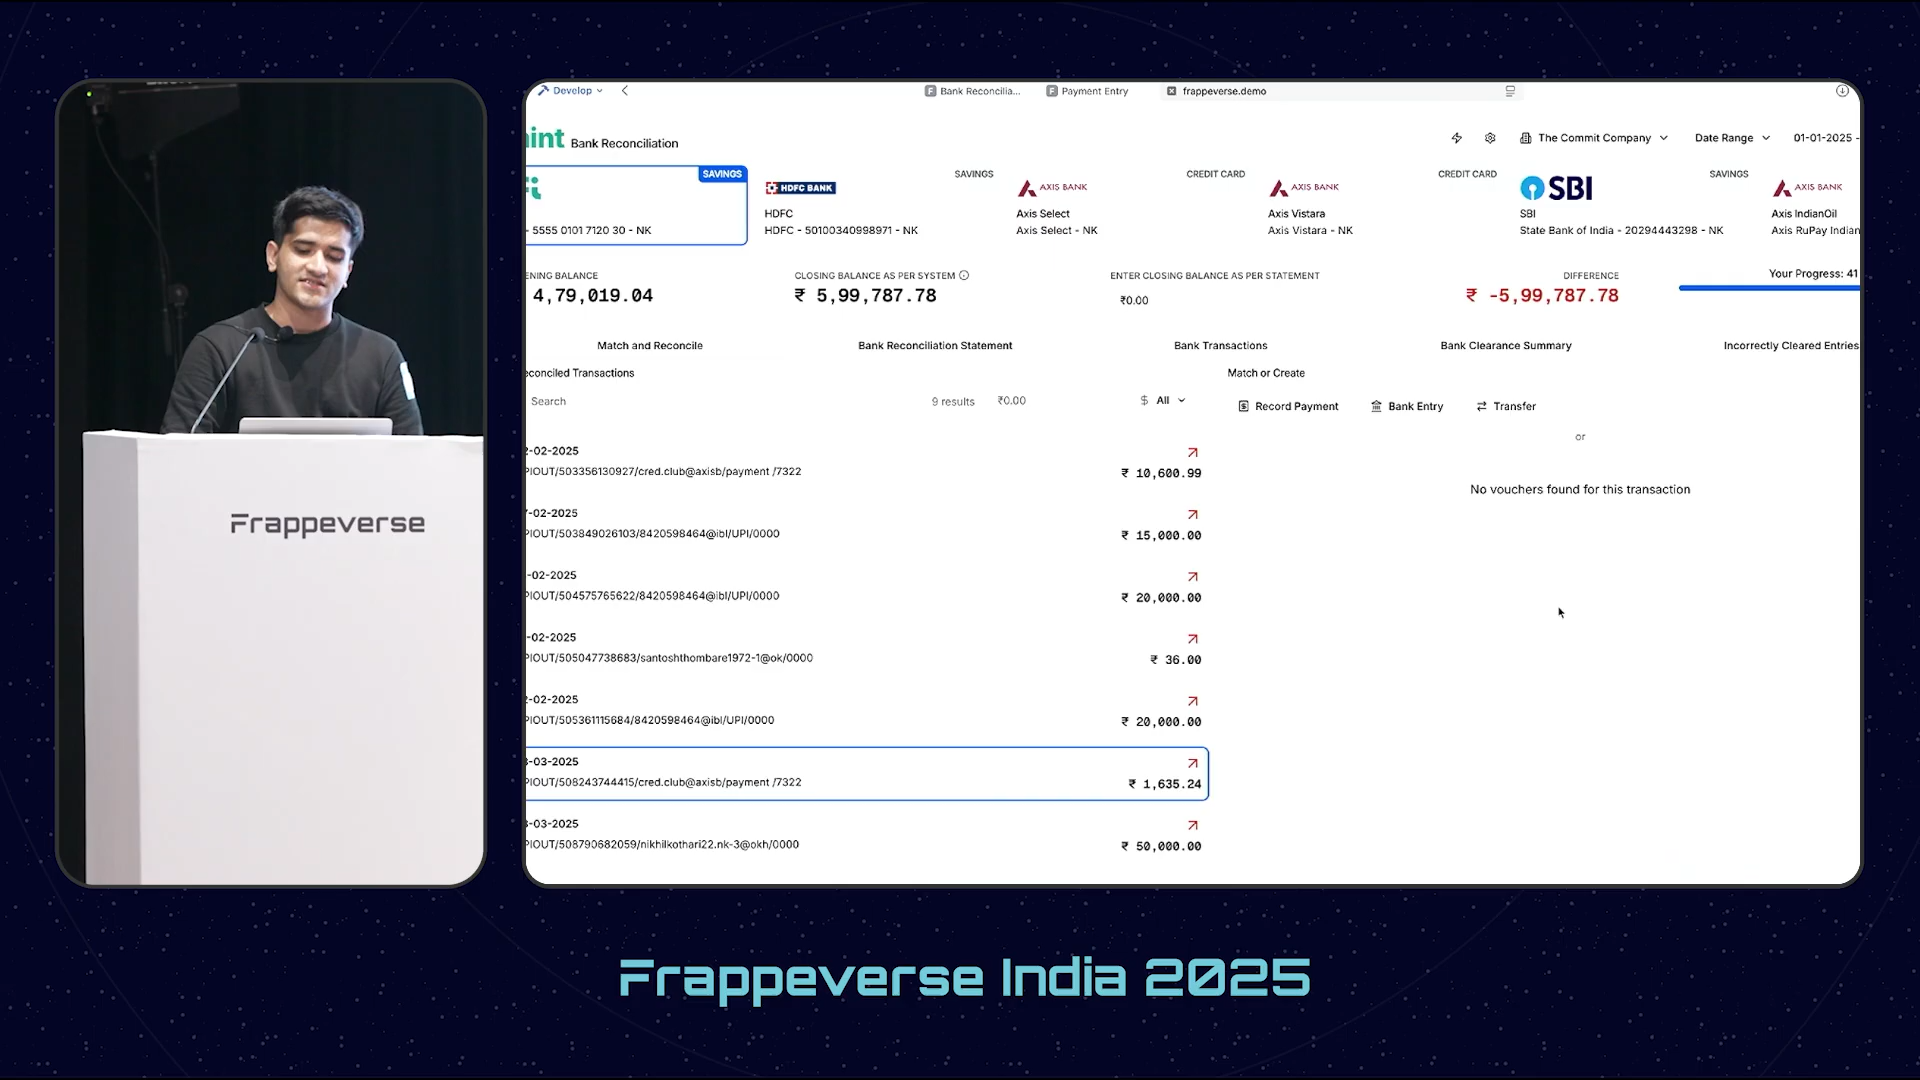 Develop
Bank Reconcilia...
Payment Entry
frappeverse.demo
int Bank Reconciliation
The Commit Company
Date Range
01-01-2025 -
SAVINGS
- 5555 0101 7120 30 - NK
HDFC BANK
SAVINGS
HDFC
HDFC - 50100340998971 - NK
AXIS BANK
CREDIT CARD
Axis Select
Axis Select - NK
AXIS BANK
CREDIT CARD
Axis Vistara
Axis Vistara - NK
SBI
SAVINGS
SBI
State Bank of India - 20294443298 - NK
AXIS BANK
Axis IndianOil
Axis RuPay Indian
ENING BALANCE
4,79,019.04
CLOSING BALANCE AS PER SYSTEM
₹ 5,99,787.78
ENTER CLOSING BALANCE AS PER STATEMENT
₹0.00
DIFFERENCE
₹ -5,99,787.78
Your Progress: 41
Match and Reconcile
Bank Reconciliation Statement
Bank Transactions
Bank Clearance Summary
Incorrectly Cleared Entries
econciled Transactions
Match or Create
Search
9 results
₹0.00
$ All
Record Payment
Bank Entry
Transfer
or
No vouchers found for this transaction
2-02-2025
PIOUT/503356130927/cred.club@axisb/payment /7322
₹ 10,600.99
7-02-2025
PIOUT/503849026103/8420598464@ibl/UPI/0000
₹ 15,000.00
-02-2025
PIOUT/504575765622/8420598464@ibl/UPI/0000
₹ 20,000.00
-02-2025
PIOUT/505047738683/santoshthombare1972-1@ok/0000
₹ 36.00
2-02-2025
PIOUT/505361115684/8420598464@ibl/UPI/0000
₹ 20,000.00
3-03-2025
PIOUT/508243744415/cred.club@axisb/payment /7322
₹ 1,635.24
3-03-2025
PIOUT/508790682059/nikhilkothari22.nk-3@okh/0000
₹ 50,000.00
Frappeverse
Frappeverse India 2025